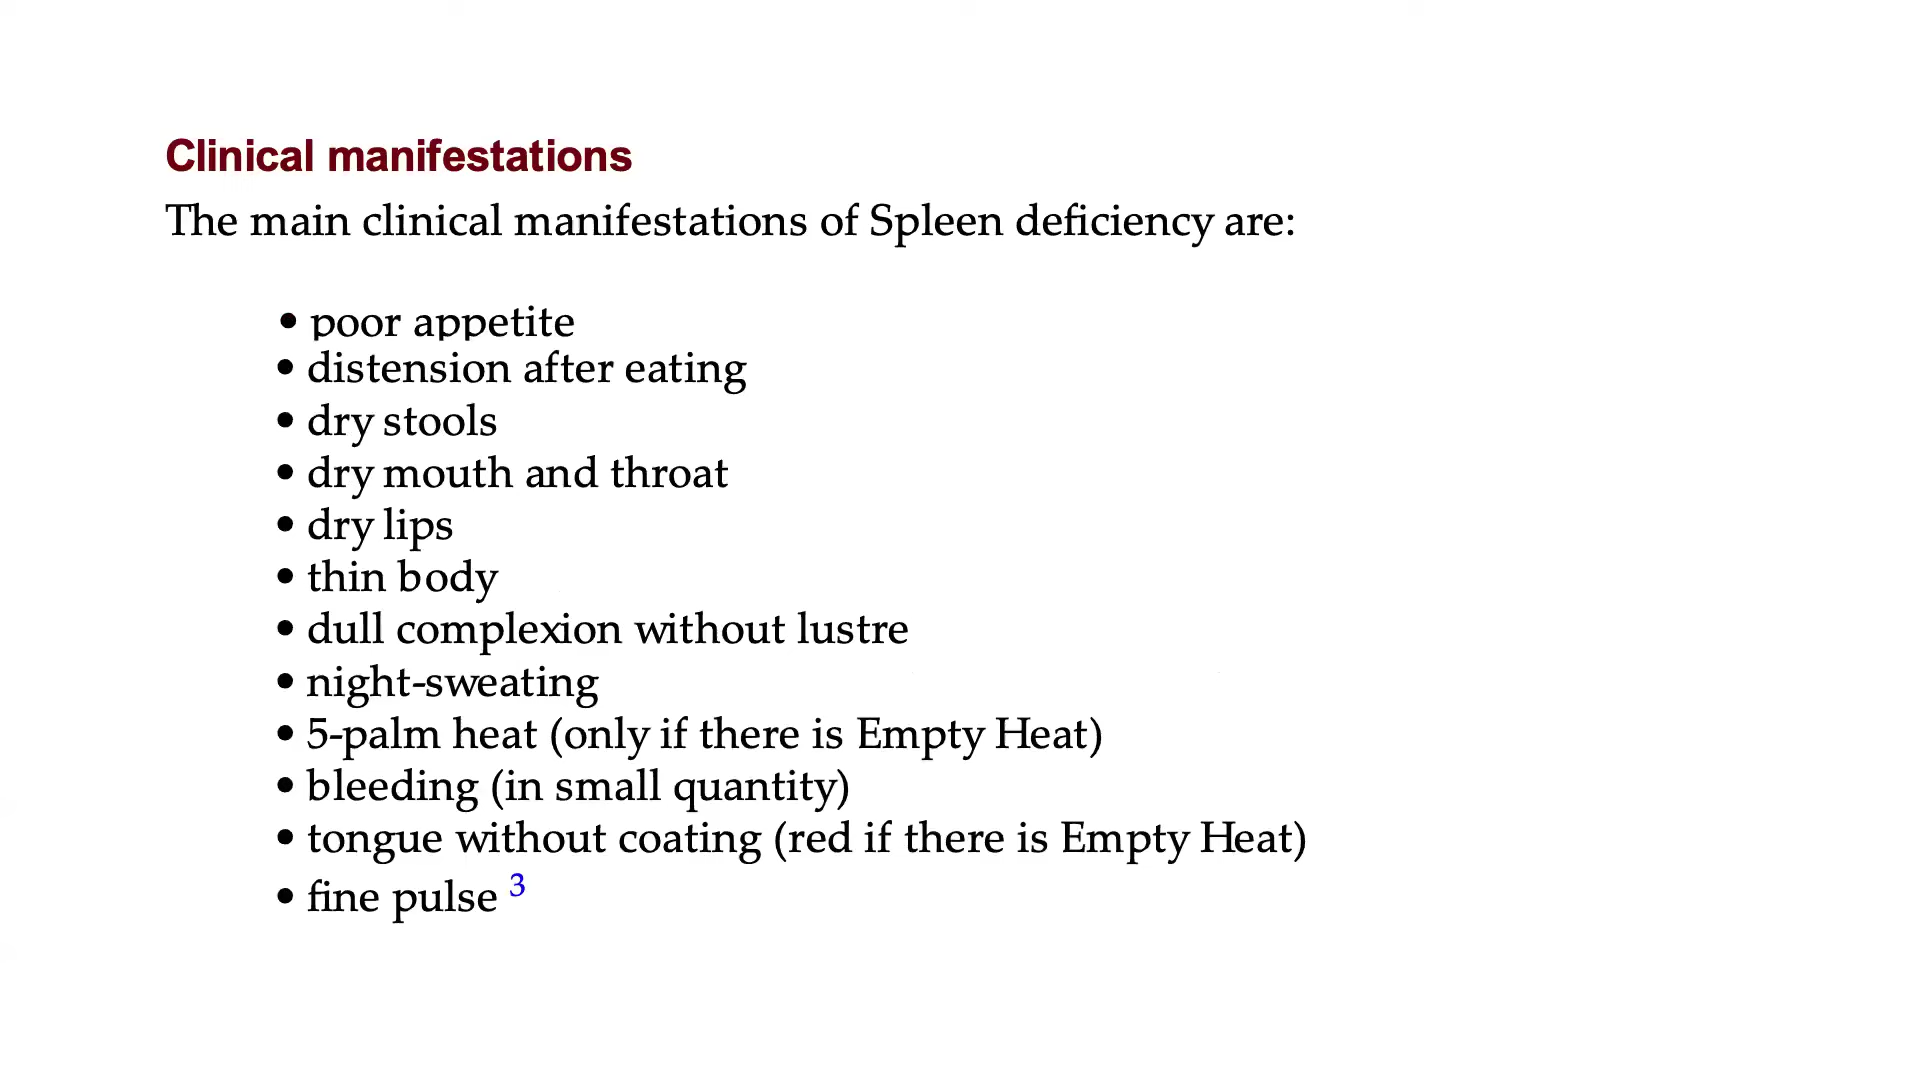 Clinical manifestations
The main clinical manifestations of Spleen deficiency are:
• poor appetite
• distension after eating
• dry stools
• dry mouth and throat
• dry lips
• thin body
• dull complexion without lustre
• night-sweating
• 5-palm heat (only if there is Empty Heat)
• bleeding (in small quantity)
• tongue without coating (red if there is Empty Heat)
• fine pulse 3